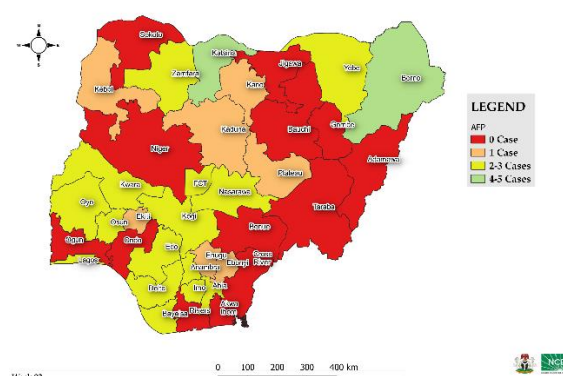 Sokoto
Katsina
Jigawa
Yobe
Borno
Zamfara
Kebbi
Kano
LEGEND
AFP
0 Case
1 Case
2-3 Cases
4-5 Cases
Gombe
Bauchi
Kaduna
Niger
Adamawa
Plateau
FCT
Kwara
Nasarawa
Taraba
Oyo
Kogi
Ekiti
Osun
Benue
Ogun
Ondo
Edo
Enugu
Cross
River
Lagos
Ebonyi
Anambra
Imo
Abia
Delta
Akwa
Ibom
Bayelsa
Rivers
0 100 200 300 400 km
NCD